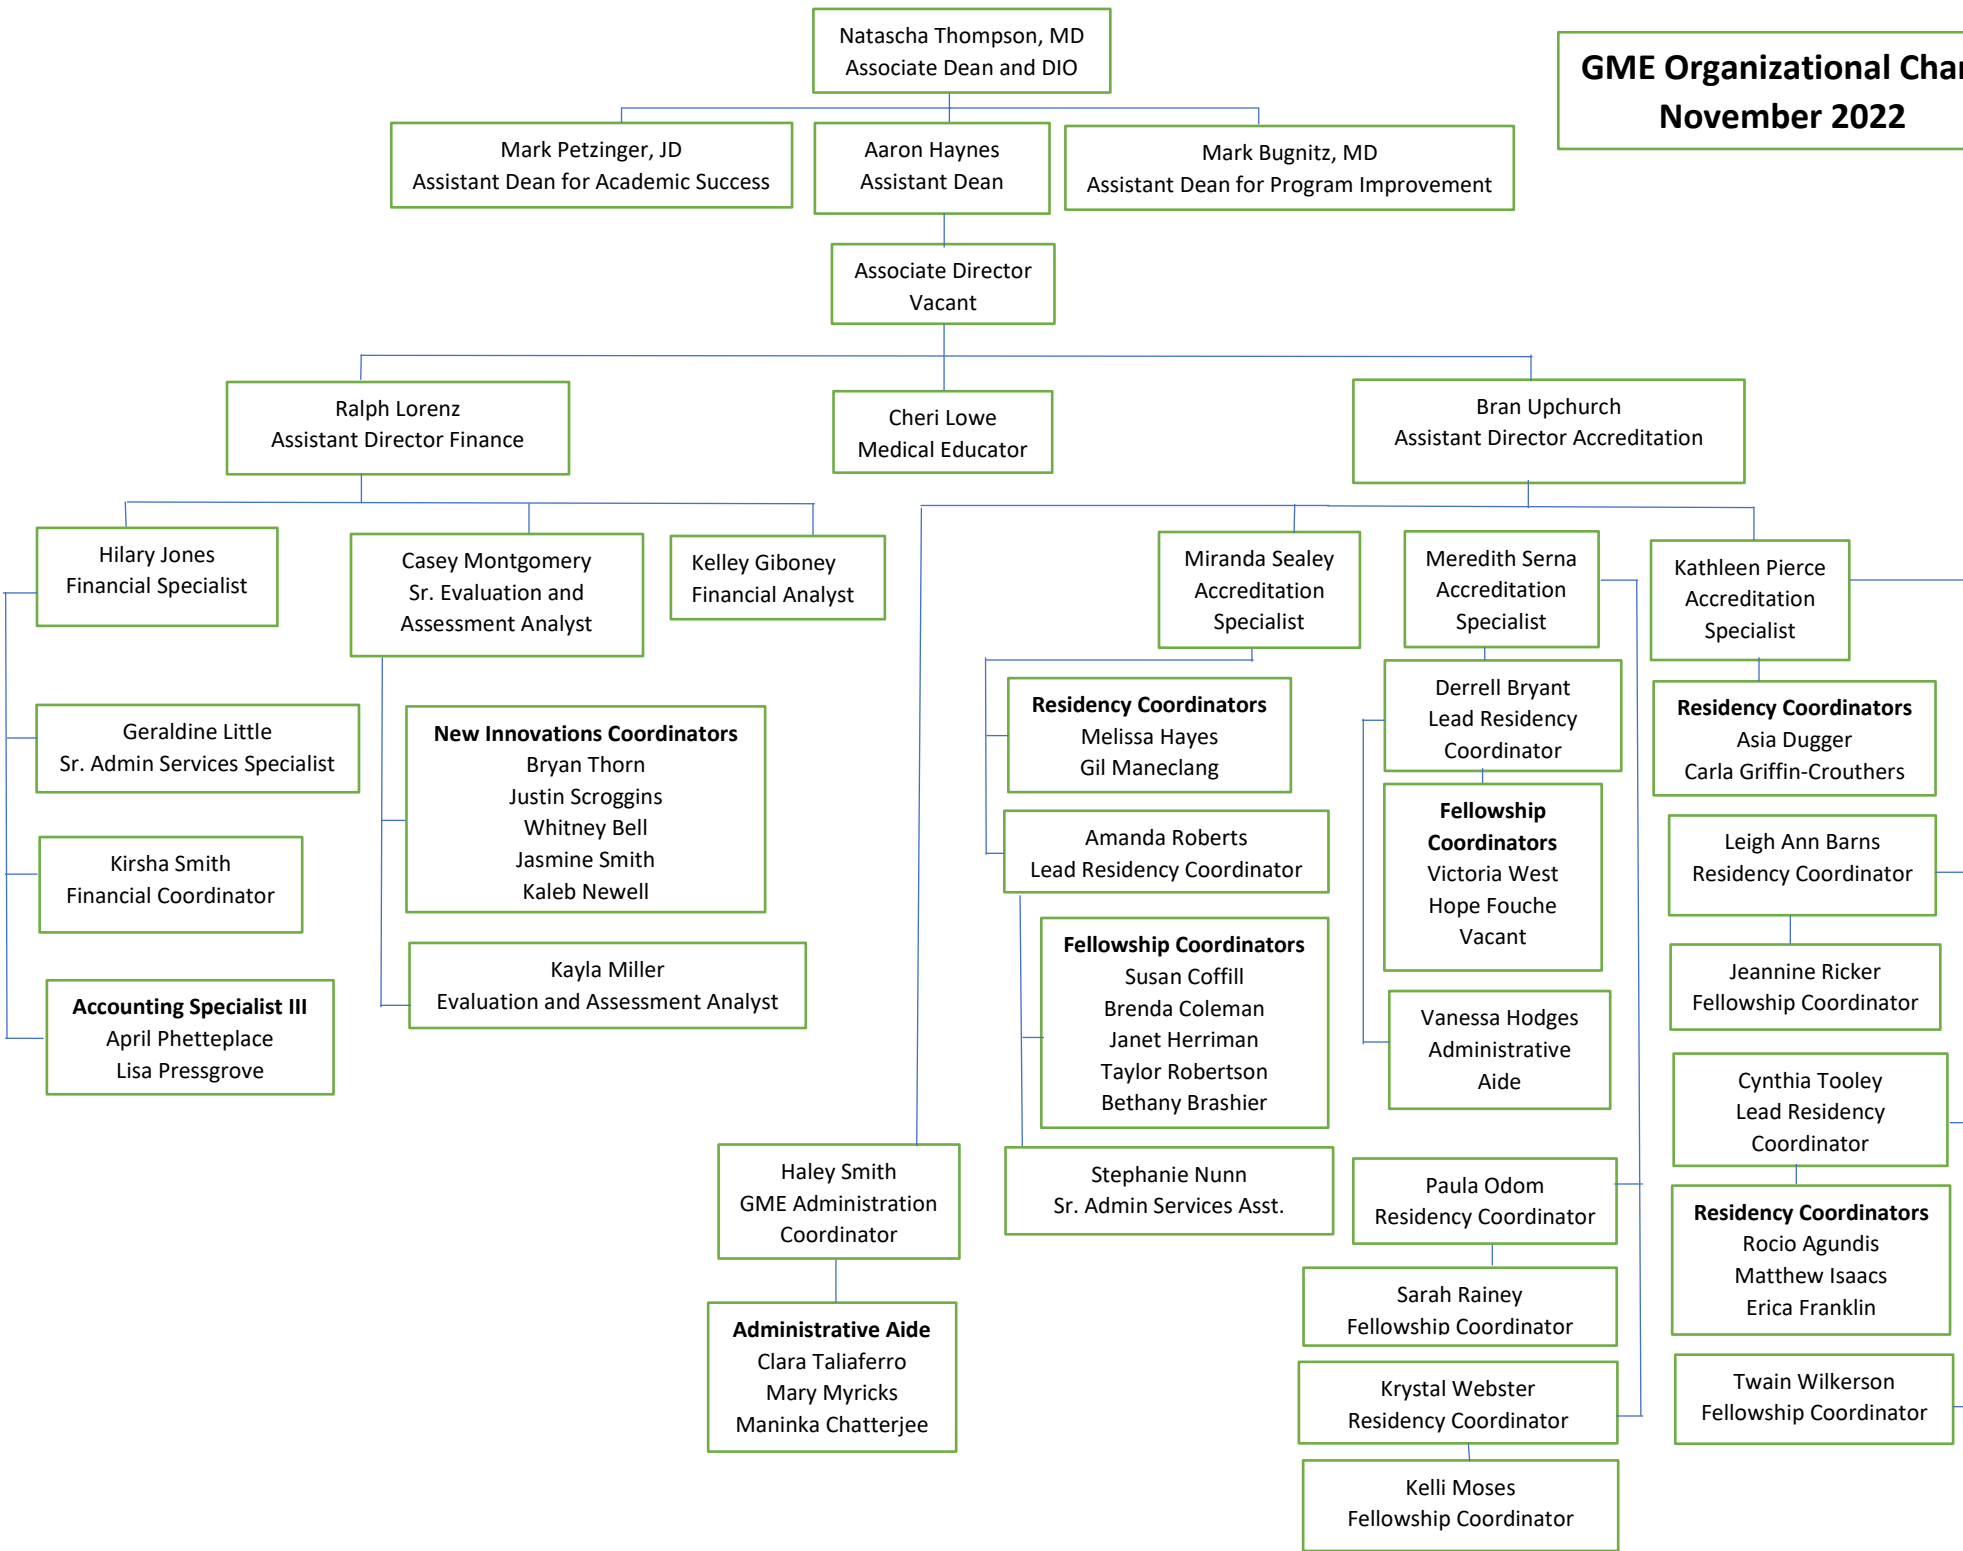 Natascha Thompson, MD
Associate Dean and DIO
GME Organizational Char
November 2022
Mark Petzinger, JD
Assistant Dean for Academic Success
Aaron Haynes
Assistant Dean
Mark Bugnitz, MD
Assistant Dean for Program Improvement
Associate Director
Vacant
Ralph Lorenz
Assistant Director Finance
Cheri Lowe
Medical Educator
Bran Upchurch
Assistant Director Accreditation
Hilary Jones
Financial Specialist
Geraldine Little
Sr. Admin Services Specialist
Kirsha Smith
Financial Coordinator
Accounting Specialist III
April Phetteplace
Lisa Pressgrove
Casey Montgomery
Sr. Evaluation and
Assessment Analyst
New Innovations Coordinators
Bryan Thorn
Justin Scroggins
Whitney Bell
Jasmine Smith
Kaleb Newell
Kayla Miller
Evaluation and Assessment Analyst
Kelley Giboney
Financial Analyst
Haley Smith
GME Administration
Coordinator
Administrative Aide
Clara Taliaferro
Mary Myricks
Maninka Chatterjee
Miranda Sealey
Accreditation
Specialist
Residency Coordinators
Melissa Hayes
Gil Maneclang
Amanda Roberts
Lead Residency Coordinator
Fellowship Coordinators
Susan Coffill
Brenda Coleman
Janet Herriman
Taylor Robertson
Bethany Brashier
Stephanie Nunn
Sr. Admin Services Asst.
Meredith Serna
Accreditation
Specialist
Derrell Bryant
Lead Residency
Coordinator
Fellowship
Coordinators
Victoria West
Hope Fouche
Vacant
Vanessa Hodges
Administrative
Aide
Paula Odom
Residency Coordinator
Sarah Rainey
Fellowship Coordinator
Krystal Webster
Residency Coordinator
Kelli Moses
Fellowship Coordinator
Kathleen Pierce
Accreditation
Specialist
Residency Coordinators
Asia Dugger
Carla Griffin-Crouthers
Leigh Ann Barns
Residency Coordinator
Jeannine Ricker
Fellowship Coordinator
Cynthia Tooley
Lead Residency
Coordinator
Residency Coordinators
Rocio Agundis
Matthew Isaacs
Erica Franklin
Twain Wilkerson
Fellowship Coordinator